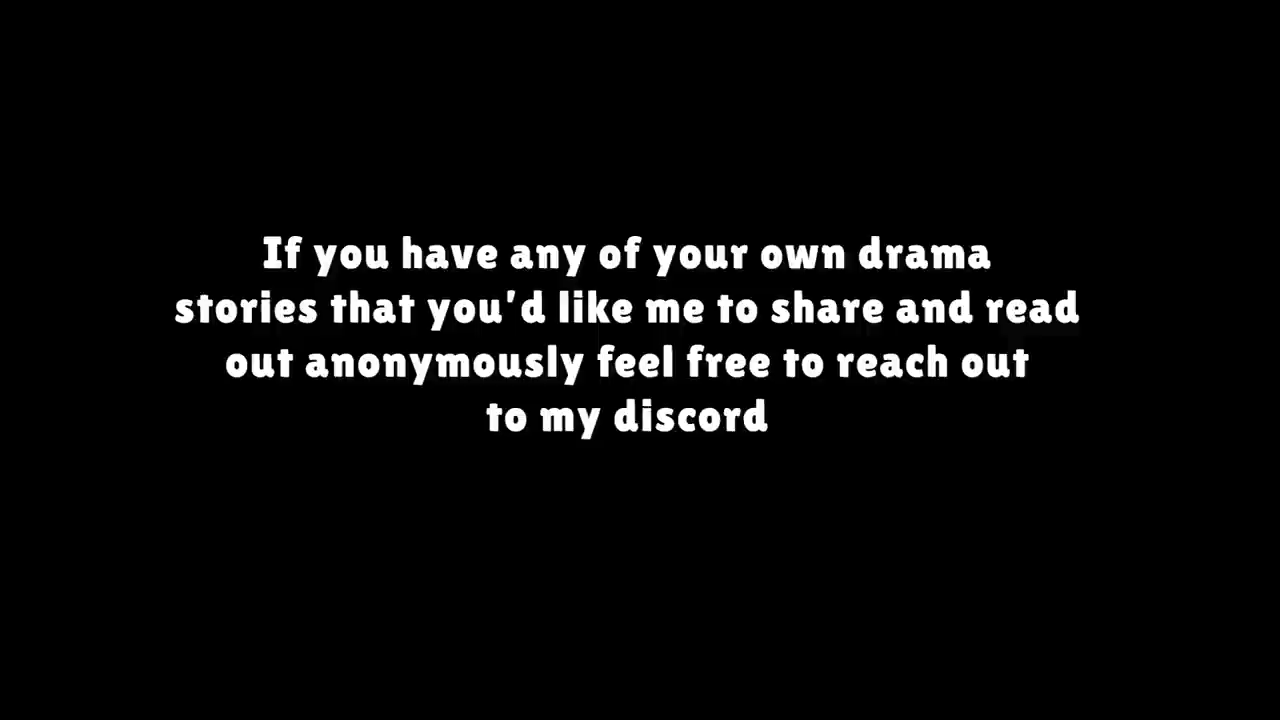 If you have any of your own drama
stories that you'd like me to share and read
out anonymously feel free to reach out
to my discord